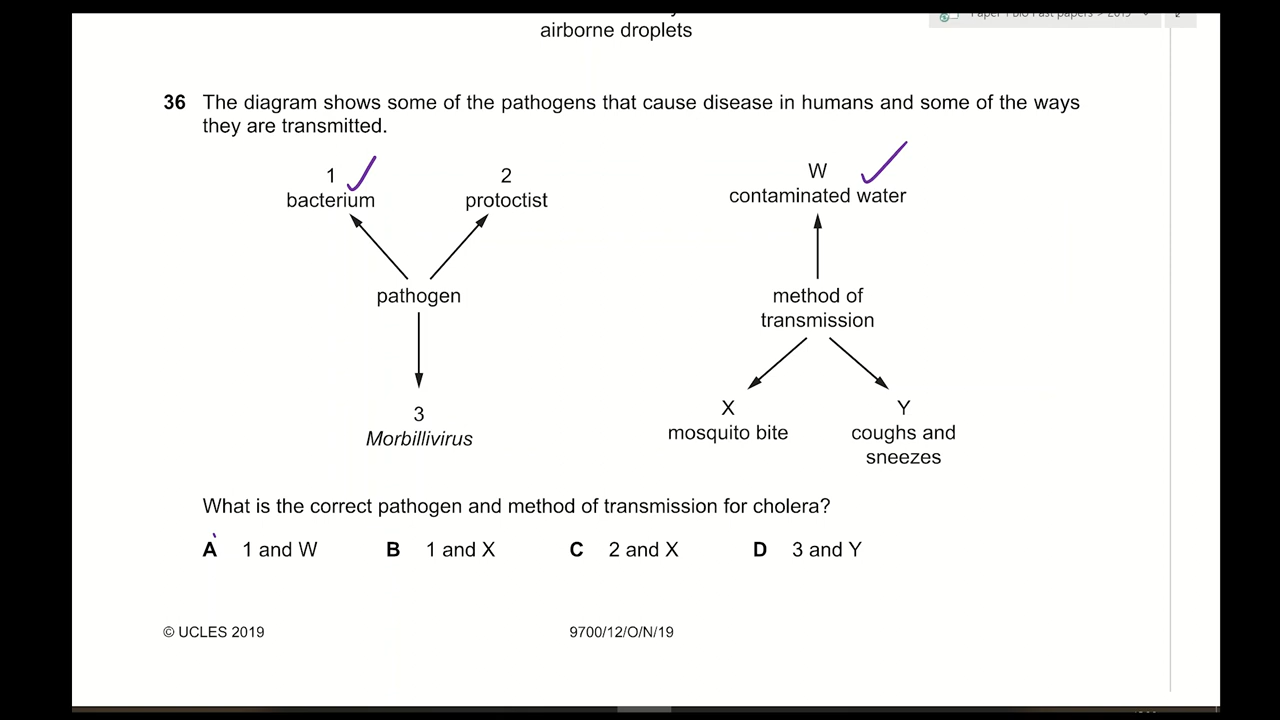 airborne droplets
36 The diagram shows some of the pathogens that cause disease in humans and some of the ways
they are transmitted.
1
bacterium
2
protoctist
pathogen
3
Morbillivirus
W
contaminated water
method of
transmission
X
mosquito bite
Y
coughs and
sneezes
What is the correct pathogen and method of transmission for cholera?
A 1 and W B 1 and X C 2 and X D 3 and Y
© UCLES 2019
9700/12/O/N/19